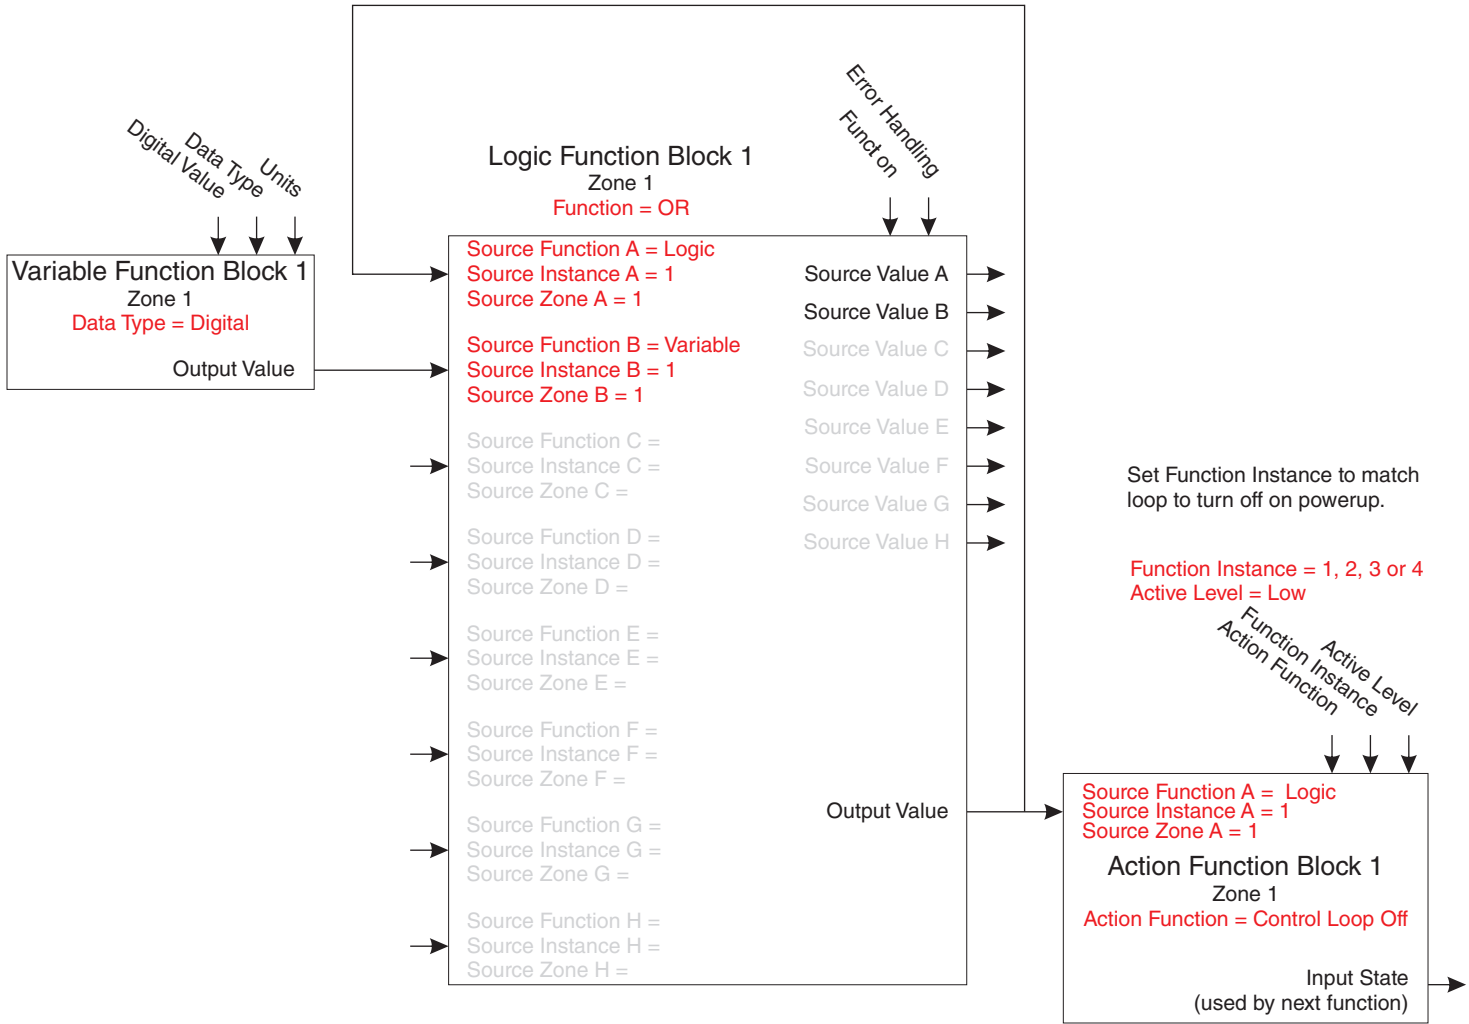 Digital Value
Data Type
Units
Variable Function Block 1
Zone 1
Data Type = Digital
Output Value
Logic Function Block 1
Zone 1
Function = OR
Funct on
Error Handling
Source Function A = Logic
Source Instance A = 1
Source Zone A = 1
Source Function B = Variable
Source Instance B = 1
Source Zone B = 1
Source Function C =
Source Instance C =
Source Zone C =
Source Function D =
Source Instance D =
Source Zone D =
Source Function E =
Source Instance E =
Source Zone E =
Source Function F =
Source Instance F =
Source Zone F =
Source Function G =
Source Instance G =
Source Zone G =
Source Function H =
Source Instance H =
Source Zone H =
Source Value A
Source Value B
Source Value C
Source Value D
Source Value E
Source Value F
Source Value G
Source Value H
Output Value
Set Function Instance to match
loop to turn off on powerup.
Function Instance = 1, 2, 3 or 4
Active Level = Low
Action Function
Function Instance
Active Level
Source Function A = Logic
Source Instance A = 1
Source Zone A = 1
Action Function Block 1
Zone 1
Action Function = Control Loop Off
Input State
(used by next function)